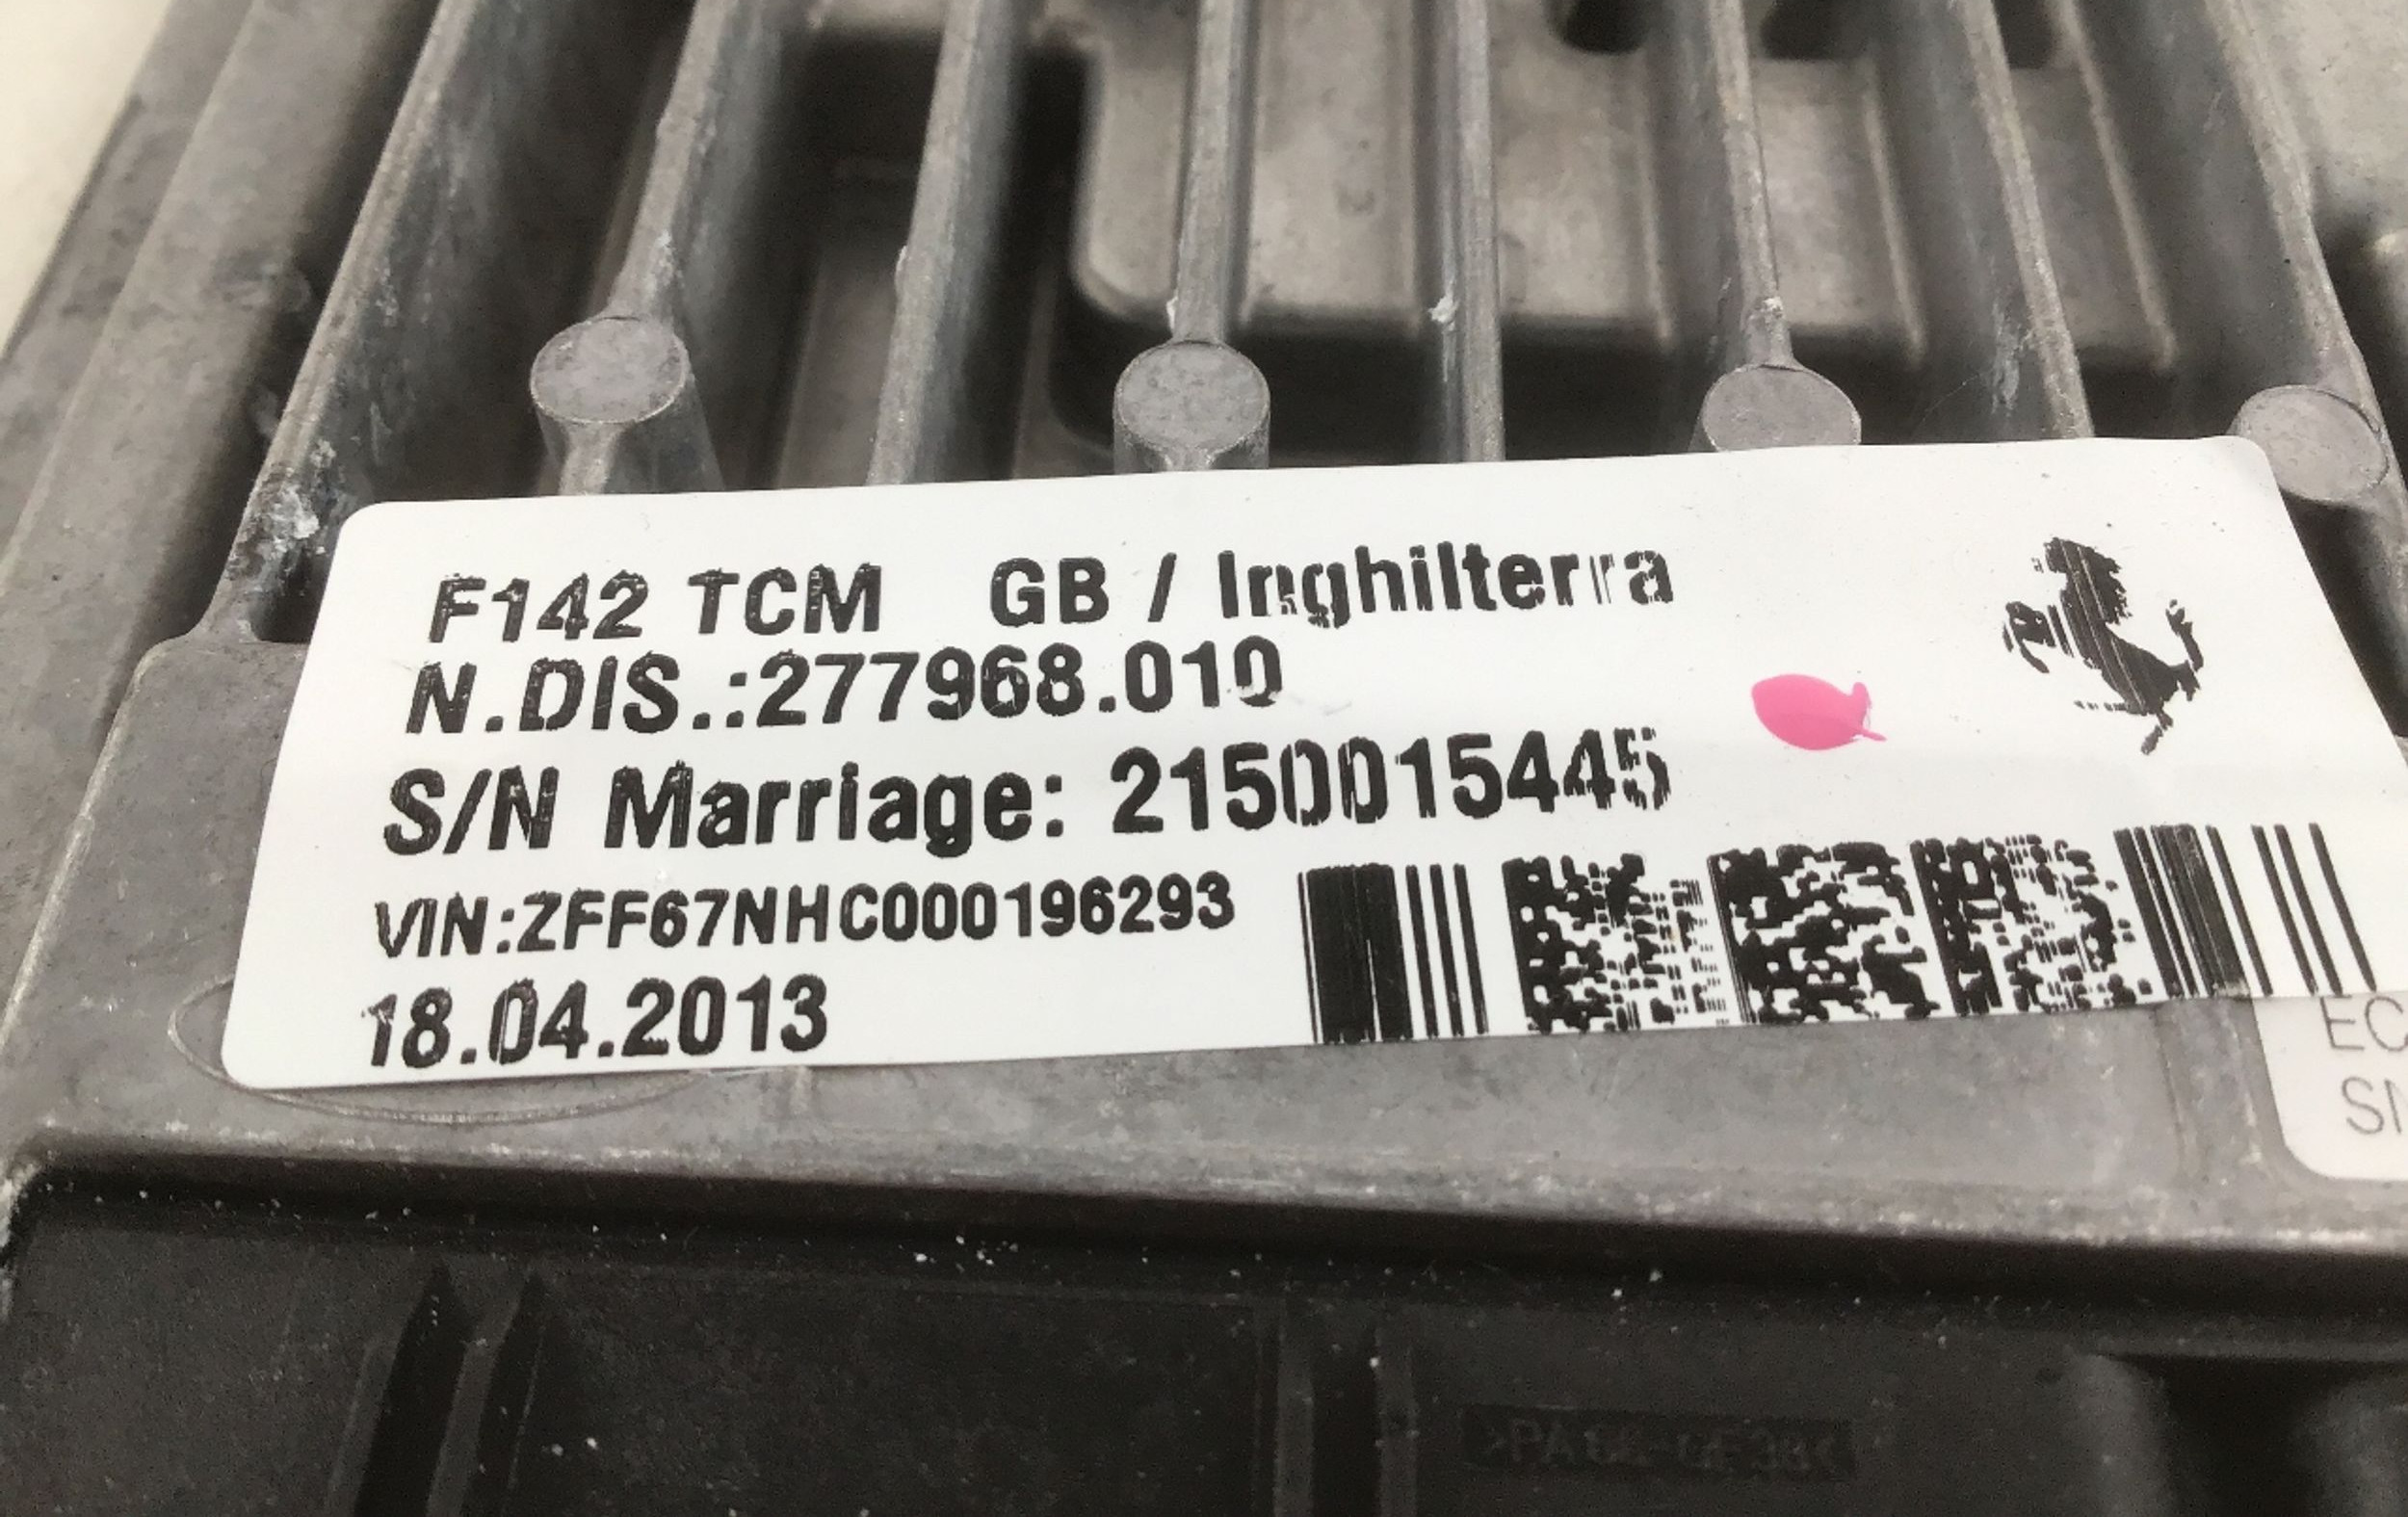 F142 TCM GB / Inghilterra
N.DIS.:277968.010
S/N Marriage: 2150015445
VIN:ZFF67NHC000196293
18.04.2013